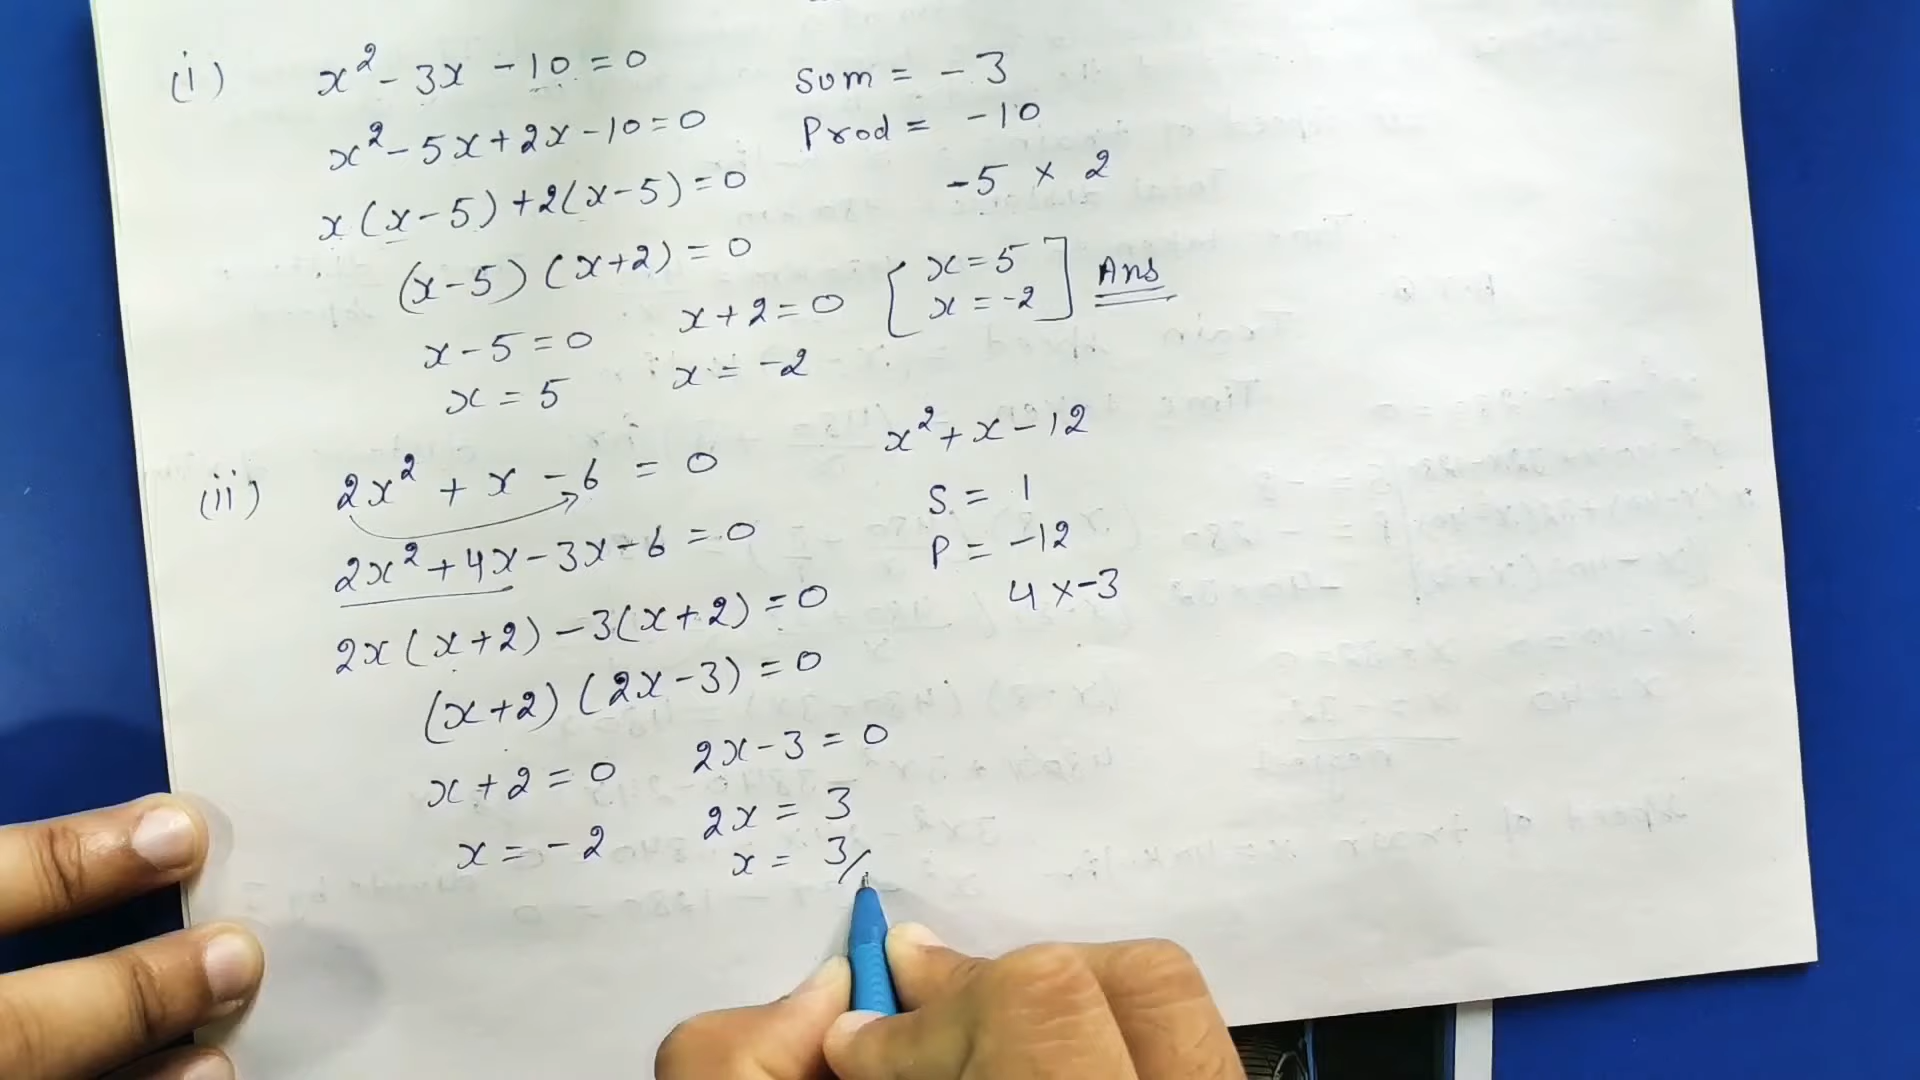 (i) x² - 3x - 10 = 0
x² - 5x + 2x - 10 = 0
x(x - 5) + 2(x - 5) = 0
(x - 5) (x + 2) = 0
x - 5 = 0 x + 2 = 0
x = 5 x = -2
Sum = -3
Prod = -10
-5 × 2
[x = 5
x = -2] Ans
(ii) 2x² + x - 6 = 0
2x² + 4x - 3x - 6 = 0
2x(x + 2) - 3(x + 2) = 0
(x + 2) (2x - 3) = 0
x + 2 = 0 2x - 3 = 0
x = -2 2x = 3
x = 3/
x² + x - 12
S = 1
P = -12
4 × -3